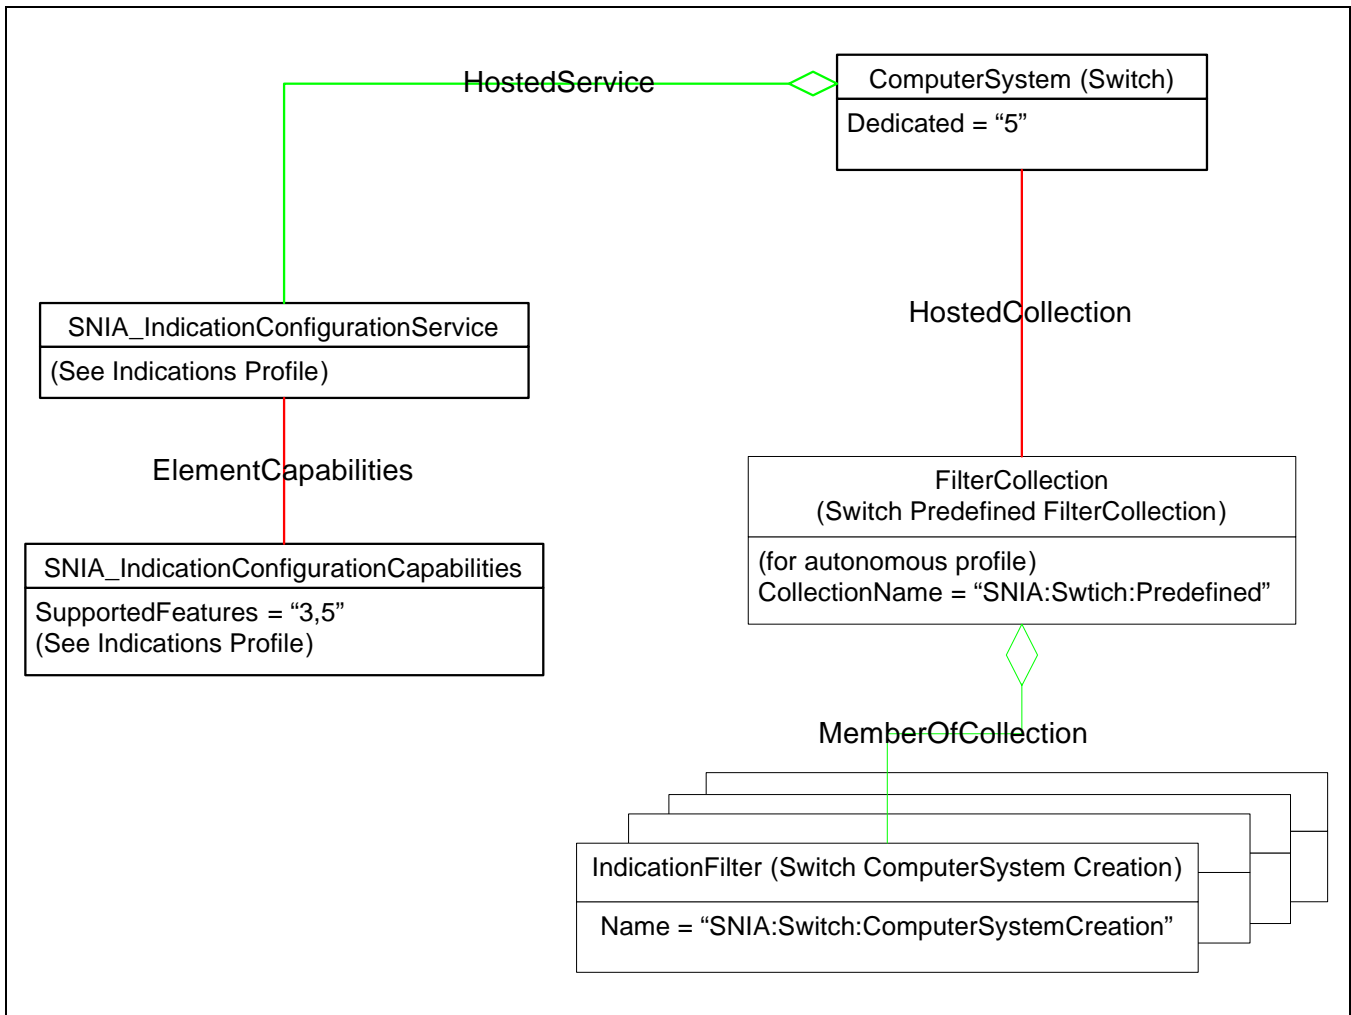 HostedService
ComputerSystem (Switch)
Dedicated = “5”
SNIA_IndicationConfigurationService
(See Indications Profile)
HostedCollection
ElementCapabilities
FilterCollection
(Switch Predefined FilterCollection)
(for autonomous profile)
CollectionName = “SNIA:Swtich:Predefined”
SNIA_IndicationConfigurationCapabilities
SupportedFeatures = “3,5”
(See Indications Profile)
MemberOfCollection
IndicationFilter (Switch ComputerSystem Creation)
Name = “SNIA:Switch:ComputerSystemCreation”